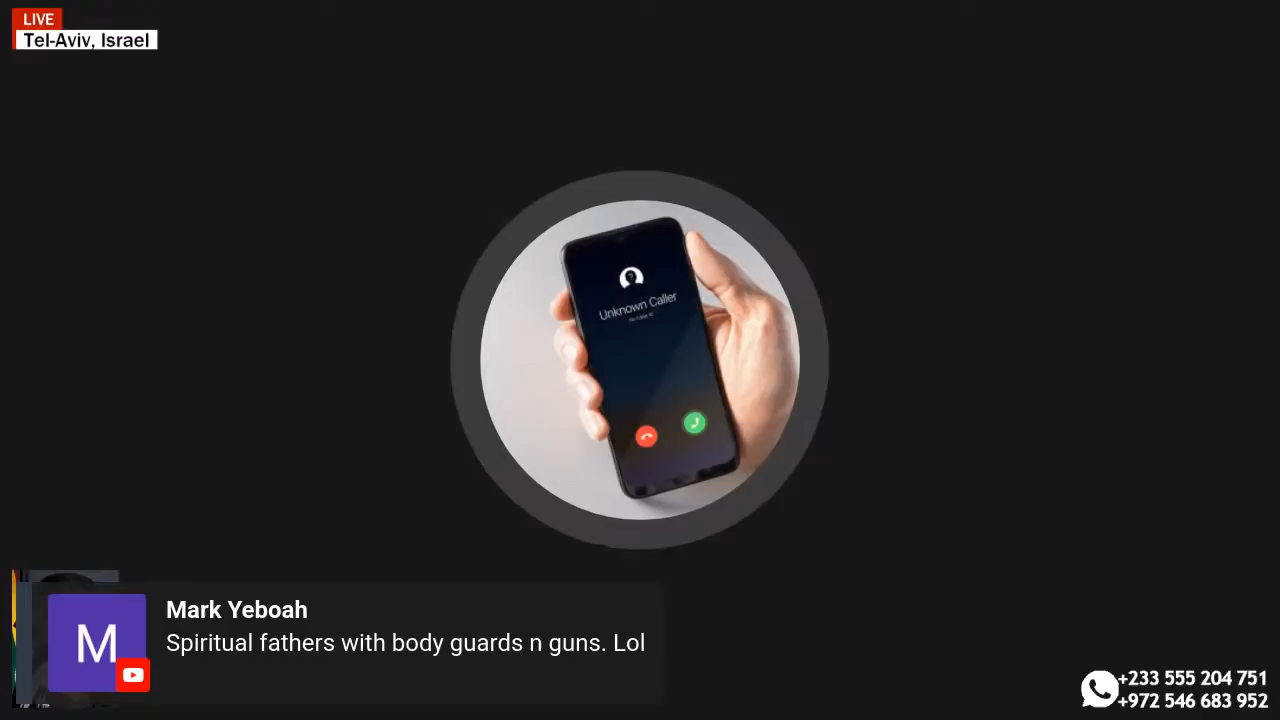 LIVE
Tel-Aviv, Israel
Unknown Caller
Mark Yeboah
Spiritual fathers with body guards n guns. Lol
M
+233 555 204 751
+972 546 683 952